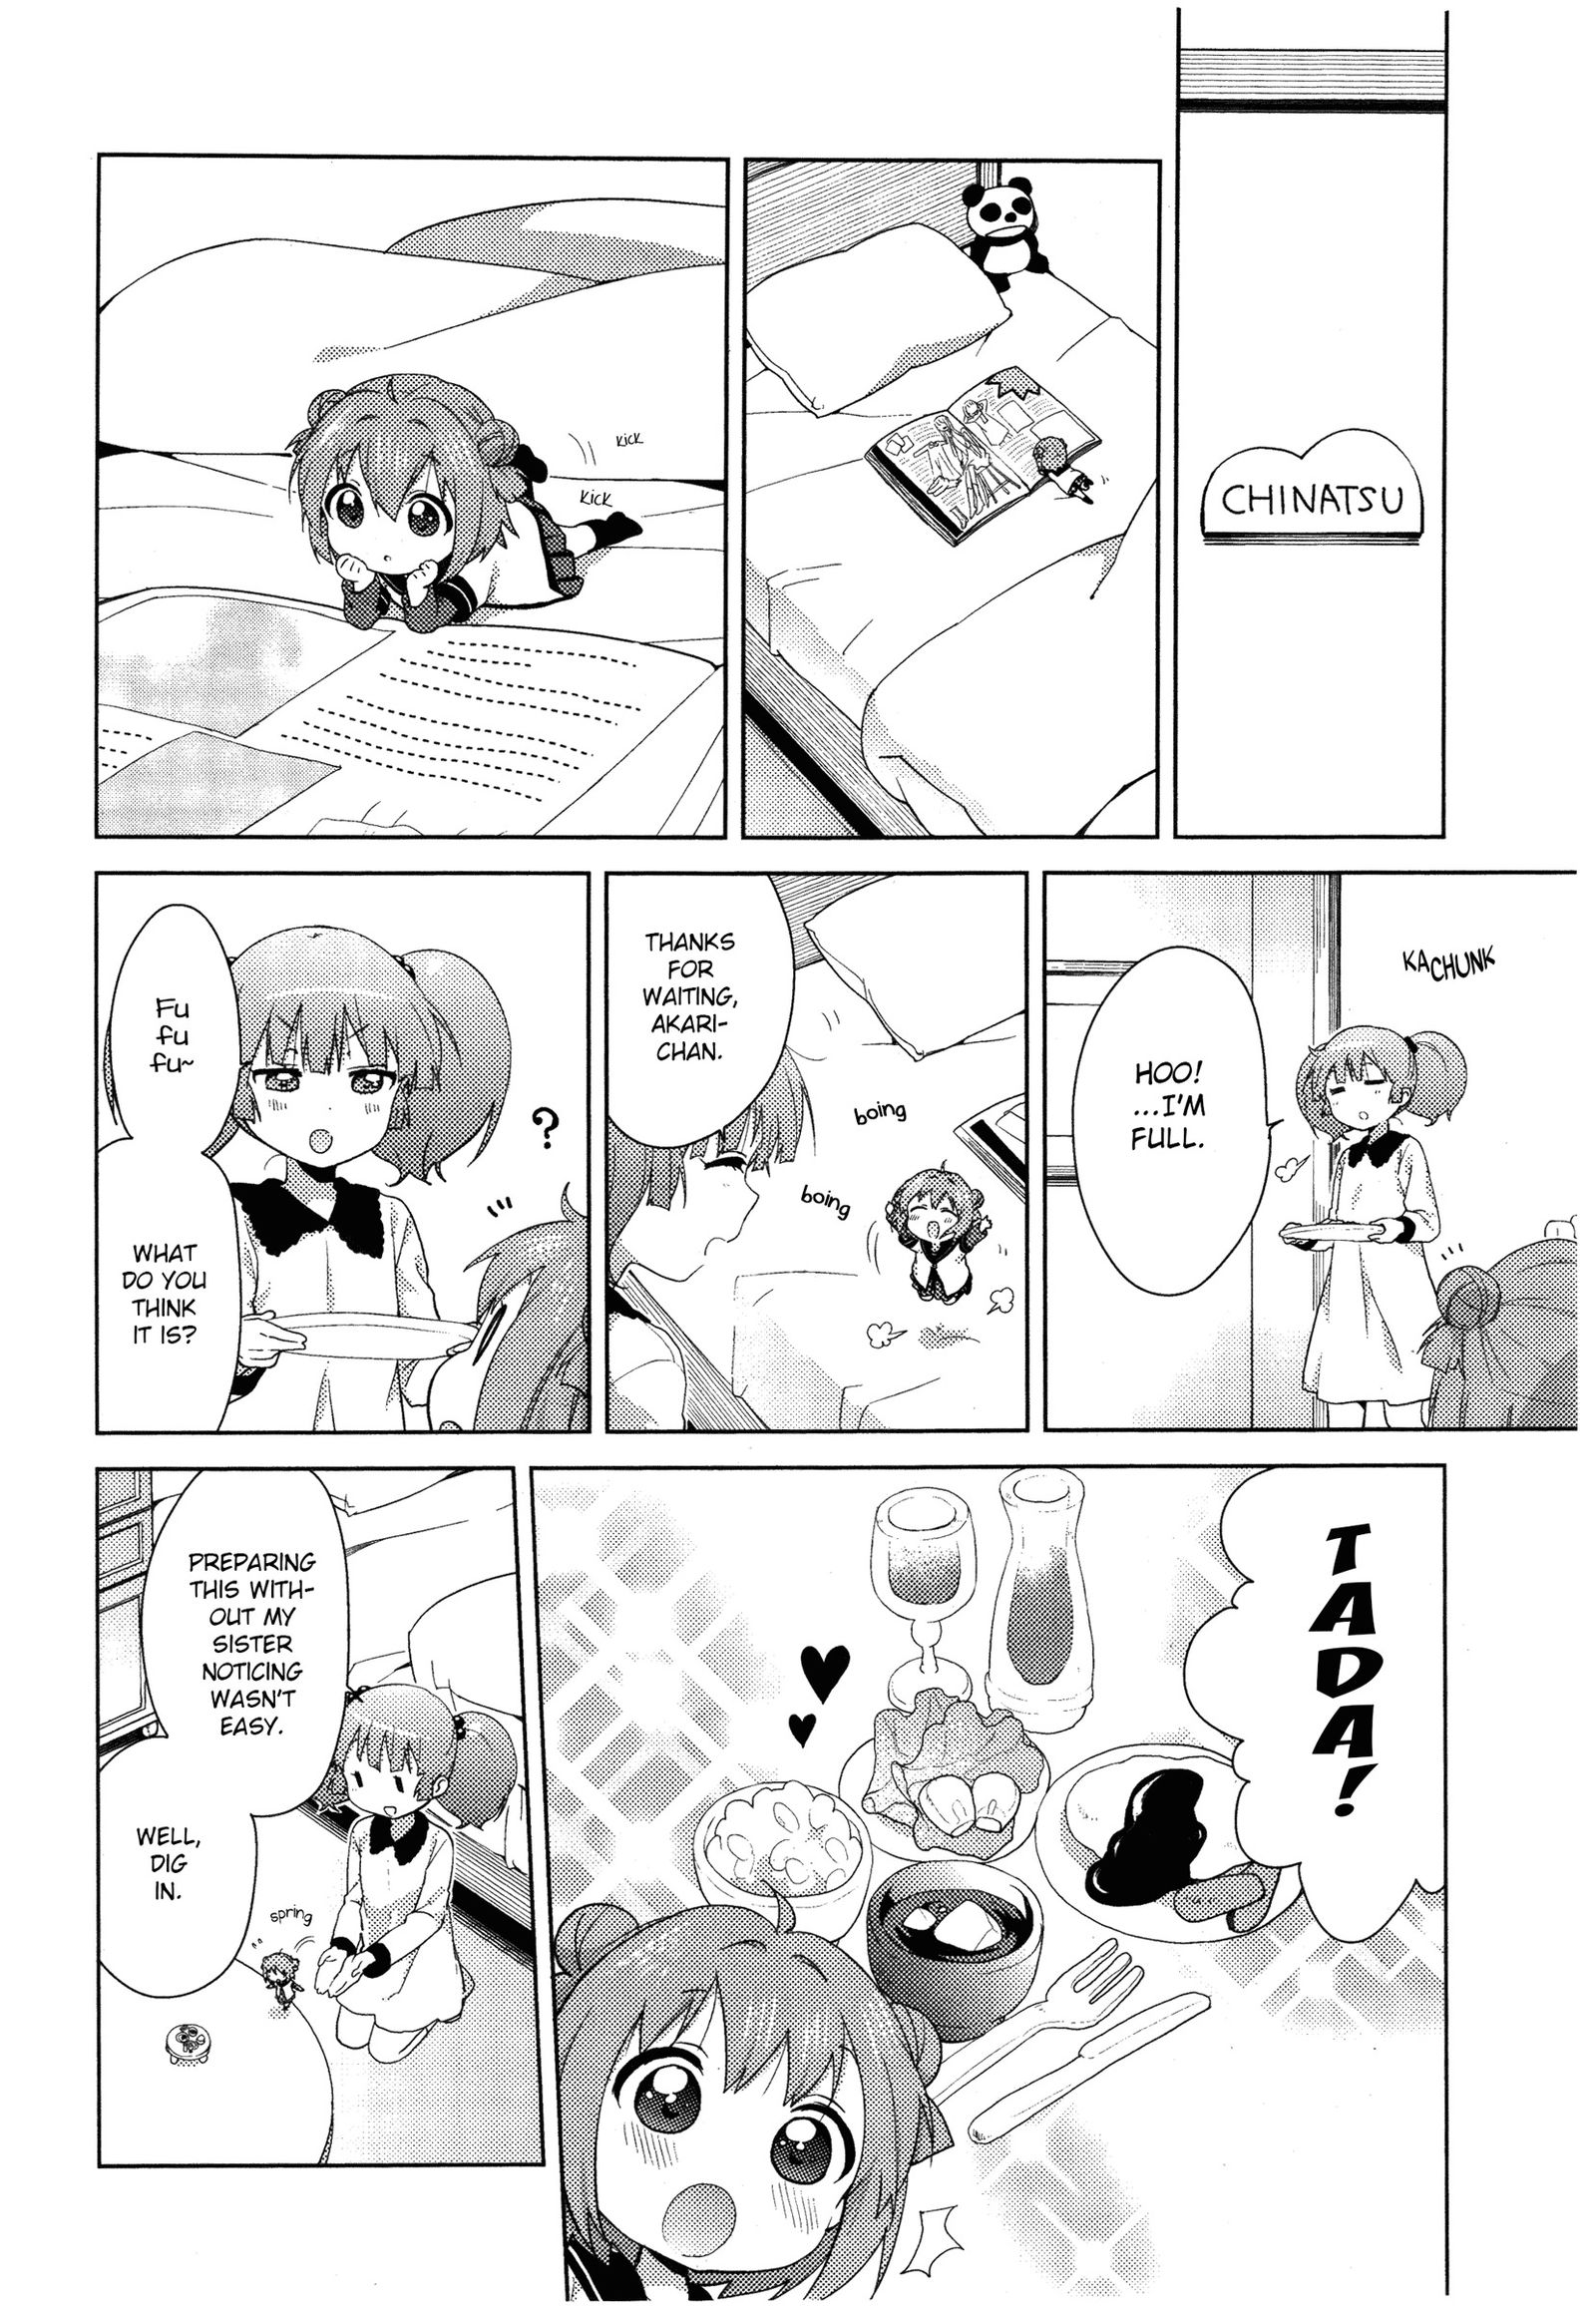 CHINATSU
KICK
KICK
KACHUNK
HOO!
...I'M
FULL.
THANKS
FOR
WAITING,
AKARI-
CHAN.
boing
boing
Fu
fu
fu~
?
WHAT
DO YOU
THINK
IT IS?
TADA!
PREPARING
THIS WITH-
OUT MY
SISTER
NOTICING
WASN'T
EASY.
WELL,
DIG
IN.
spring